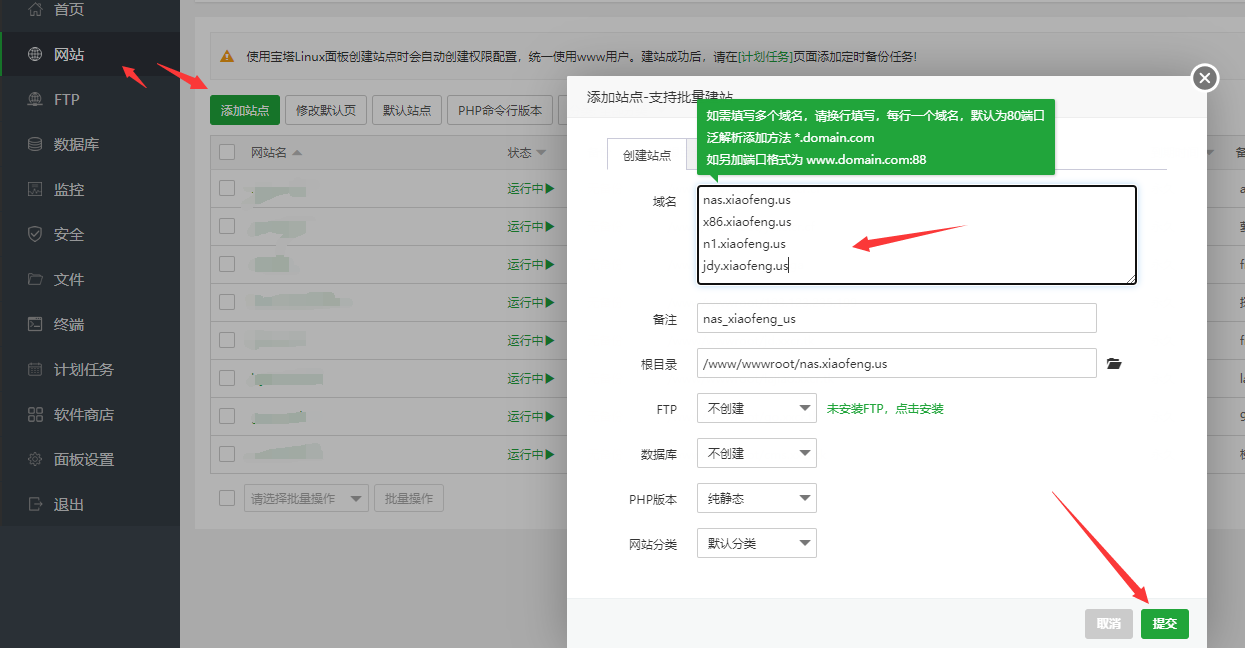 首页
网站
FTP
数据库
监控
安全
文件
终端
计划任务
软件商店
面板设置
退出
使用宝塔Linux面板创建站点时会自动创建权限配置，统一使用www用户。建站成功后，请在[计划任务]页面添加定时备份任务!
添加站点
修改默认页
默认站点
PHP命令行版本
网站名
状态
运行中
运行中
运行中
运行中
运行中
运行中
运行中
运行中
请选择批量操作
批量操作
添加站点-支持批量建站
如需填写多个域名，请换行填写，每行一个域名，默认为80端口
泛解析添加方法 *.domain.com
如另加端口格式为 www.domain.com:88
创建站点
域名
nas.xiaofeng.us
x86.xiaofeng.us
n1.xiaofeng.us
jdy.xiaofeng.us
备注
nas_xiaofeng_us
根目录
/www/wwwroot/nas.xiaofeng.us
FTP
不创建
未安装FTP，点击安装
数据库
不创建
PHP版本
纯静态
网站分类
默认分类
取消
提交